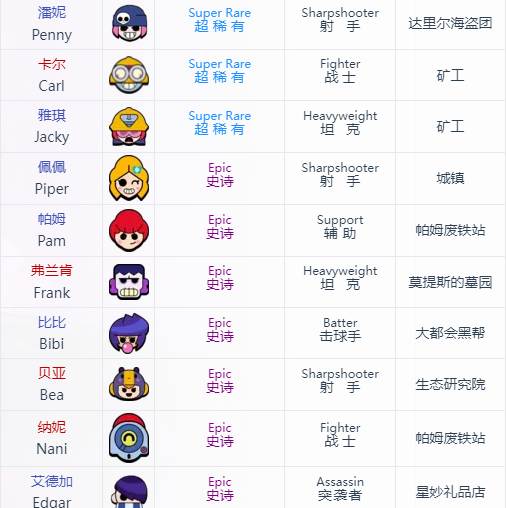 潘妮
Penny
Super Rare
超 稀 有
Sharpshooter
射 手
达里尔海盗团
卡尔
Carl
Super Rare
超 稀 有
Fighter
战 士
矿工
雅琪
Jacky
Super Rare
超 稀 有
Heavyweight
坦 克
矿工
佩佩
Piper
Epic
史诗
Sharpshooter
射 手
城镇
帕姆
Pam
Epic
史诗
Support
辅 助
帕姆废铁站
弗兰肯
Frank
Epic
史诗
Heavyweight
坦 克
莫提斯的墓园
比比
Bibi
Epic
史诗
Batter
击球手
大都会黑帮
贝亚
Bea
Epic
史诗
Sharpshooter
射 手
生态研究院
纳妮
Nani
Epic
史诗
Fighter
战 士
帕姆废铁站
艾德加
Edgar
Epic
史诗
Assassin
突袭者
星妙礼品店